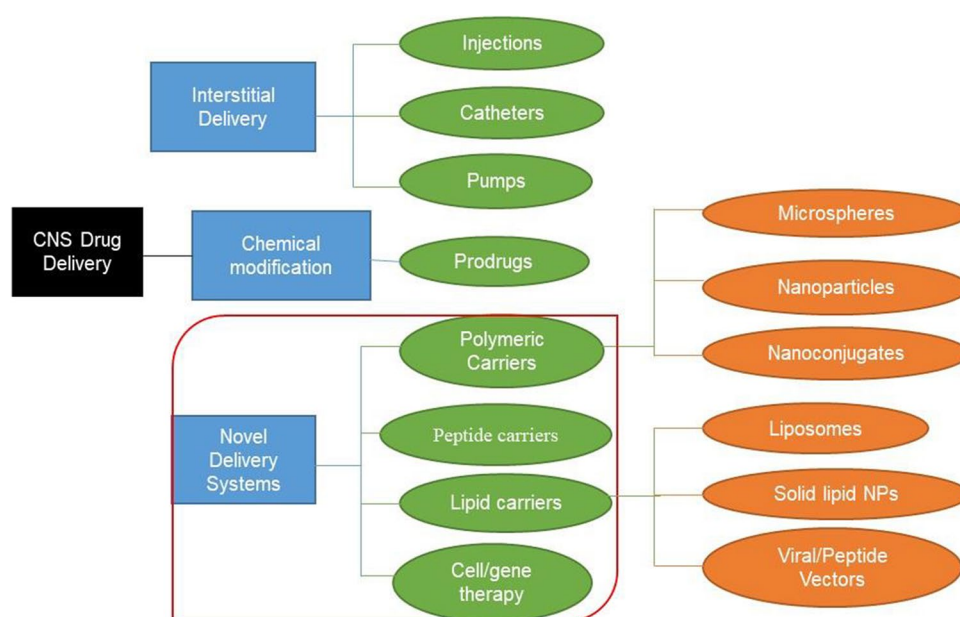 CNS Drug
Delivery
Interstitial
Delivery
Injections
Catheters
Pumps
Chemical
modification
Prodrugs
Novel
Delivery
Systems
Polymeric
Carriers
Peptide carriers
Lipid carriers
Cell/gene
therapy
Microspheres
Nanoparticles
Nanoconjugates
Liposomes
Solid lipid NPs
Viral/Peptide
Vectors